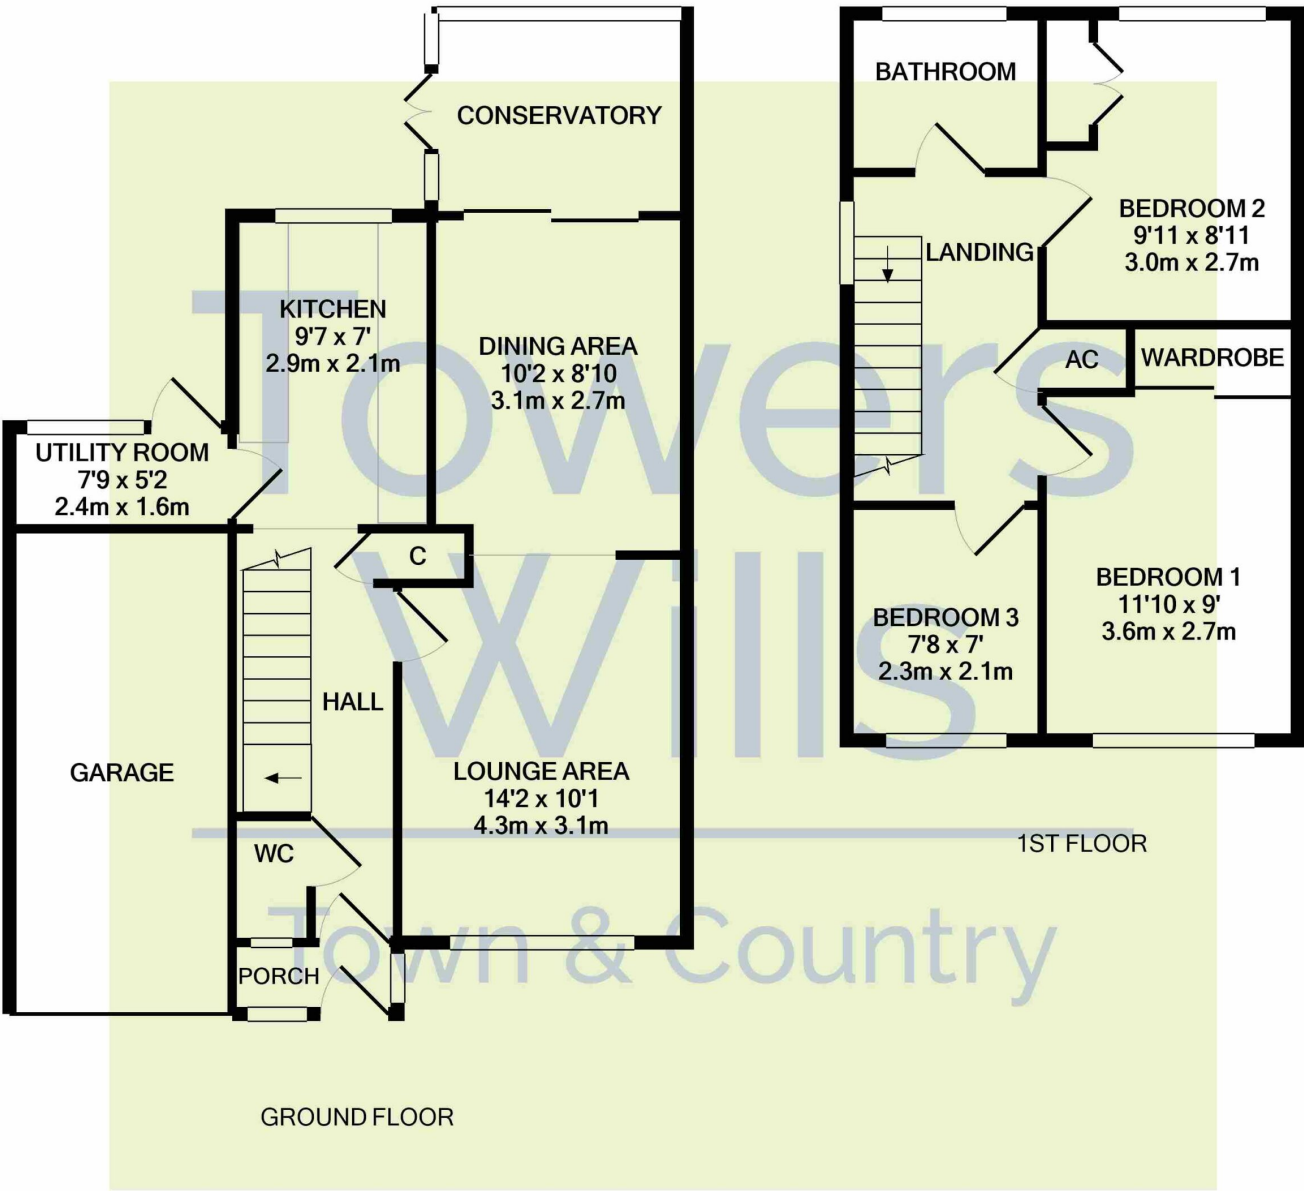 CONSERVATORY
KITCHEN
9'7 x 7'
2.9m x 2.1m
DINING AREA
10'2 x 8'10
3.1m x 2.7m
UTILITY ROOM
7'9 x 5'2
2.4m x 1.6m
C
HALL
GARAGE
LOUNGE AREA
14'2 x 10'1
4.3m x 3.1m
WC
PORCH
GROUND FLOOR
BATHROOM
BEDROOM 2
9'11 x 8'11
3.0m x 2.7m
LANDING
AC
WARDROBE
BEDROOM 1
11'10 x 9'
3.6m x 2.7m
BEDROOM 3
7'8 x 7'
2.3m x 2.1m
1ST FLOOR
Towers
Wills
Town & Country